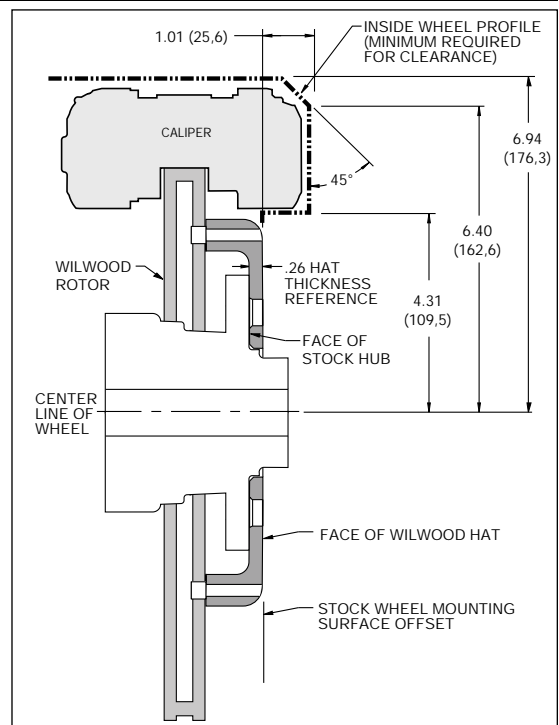 1.01 (25,6)
INSIDE WHEEL PROFILE
(MINIMUM REQUIRED
FOR CLEARANCE)
CALIPER
6.94
(176,3)
45°
6.40
(162,6)
WILWOOD
ROTOR
.26 HAT
THICKNESS
REFERENCE
4.31
(109,5)
FACE OF
STOCK HUB
CENTER
LINE OF
WHEEL
FACE OF WILWOOD HAT
STOCK WHEEL MOUNTING
SURFACE OFFSET